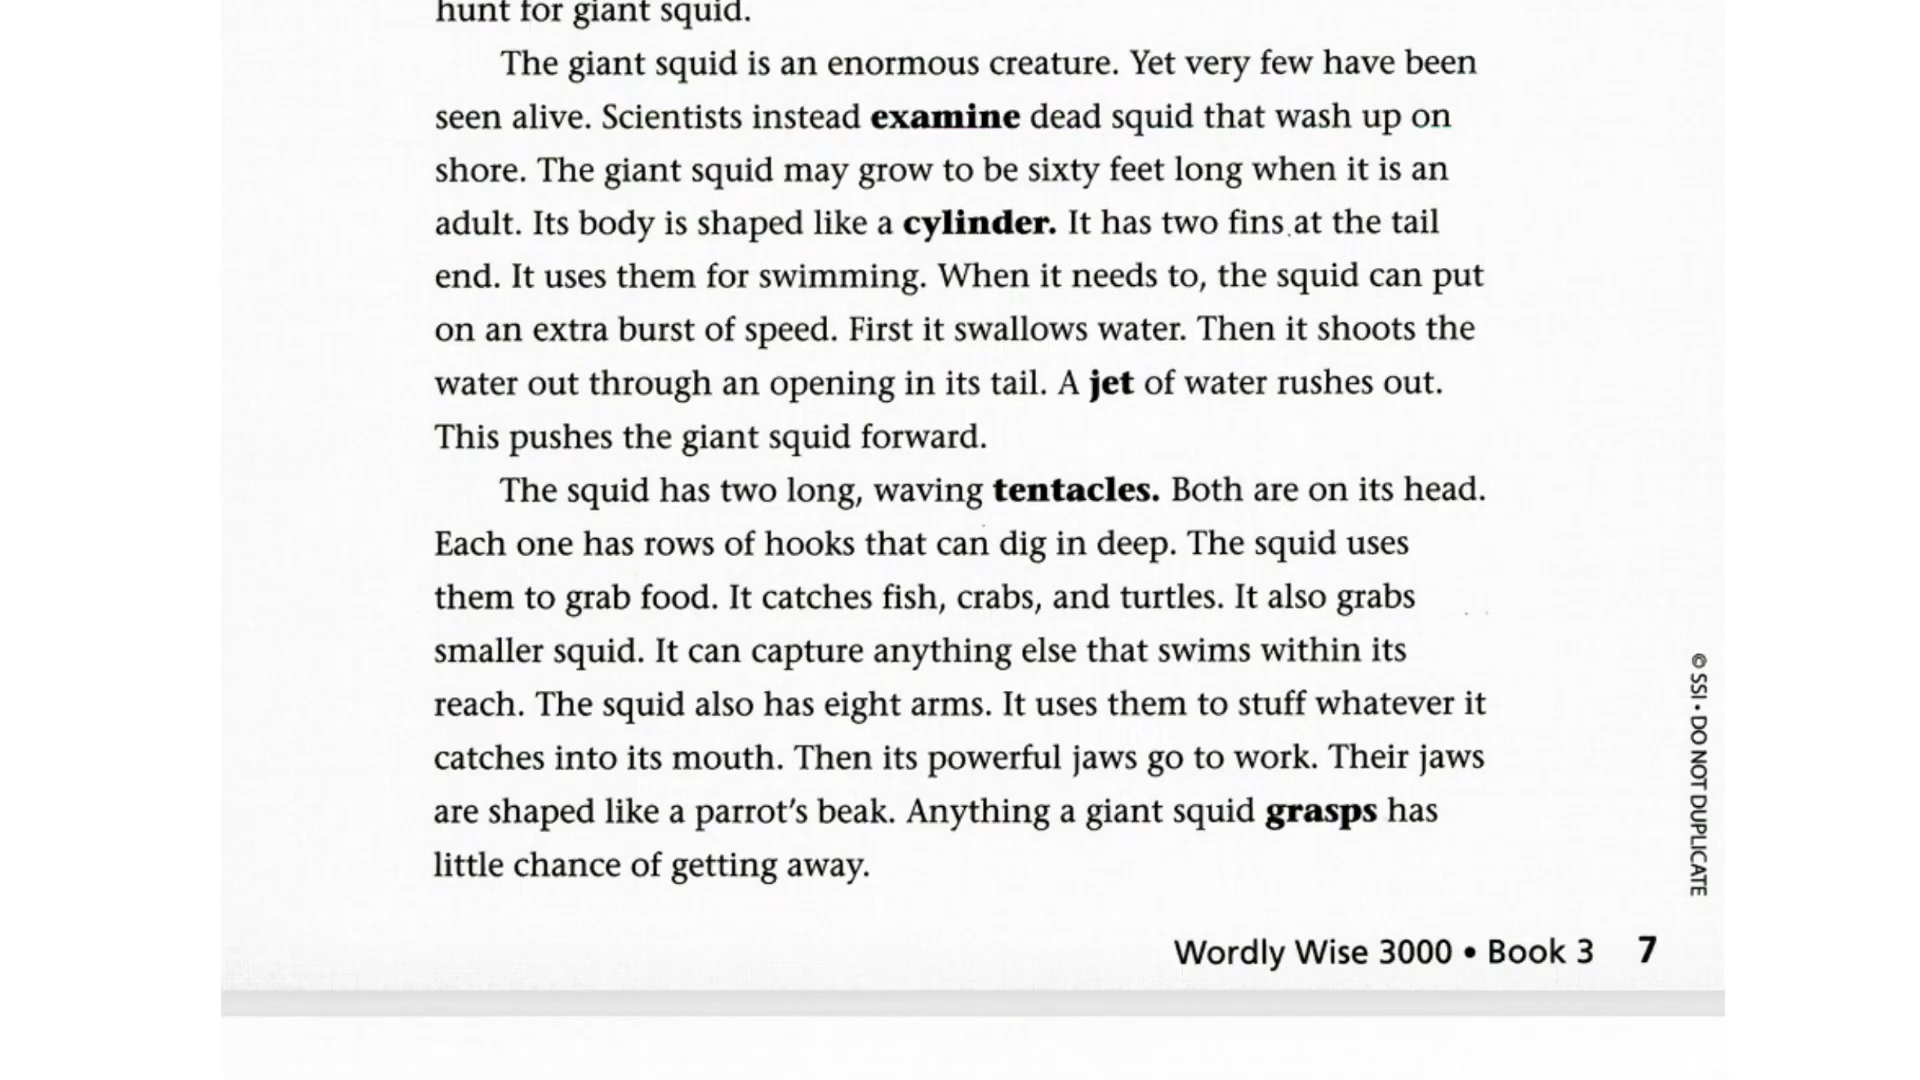 hunt for giant squid.
The giant squid is an enormous creature. Yet very few have been
seen alive. Scientists instead examine dead squid that wash up on
shore. The giant squid may grow to be sixty feet long when it is an
adult. Its body is shaped like a cylinder. It has two fins at the tail
end. It uses them for swimming. When it needs to, the squid can put
on an extra burst of speed. First it swallows water. Then it shoots the
water out through an opening in its tail. A jet of water rushes out.
This pushes the giant squid forward.
The squid has two long, waving tentacles. Both are on its head.
Each one has rows of hooks that can dig in deep. The squid uses
them to grab food. It catches fish, crabs, and turtles. It also grabs
smaller squid. It can capture anything else that swims within its
reach. The squid also has eight arms. It uses them to stuff whatever it
catches into its mouth. Then its powerful jaws go to work. Their jaws
are shaped like a parrot's beak. Anything a giant squid grasps has
little chance of getting away.
© SSI • DO NOT DUPLICATE
Wordly Wise 3000 • Book 3 7